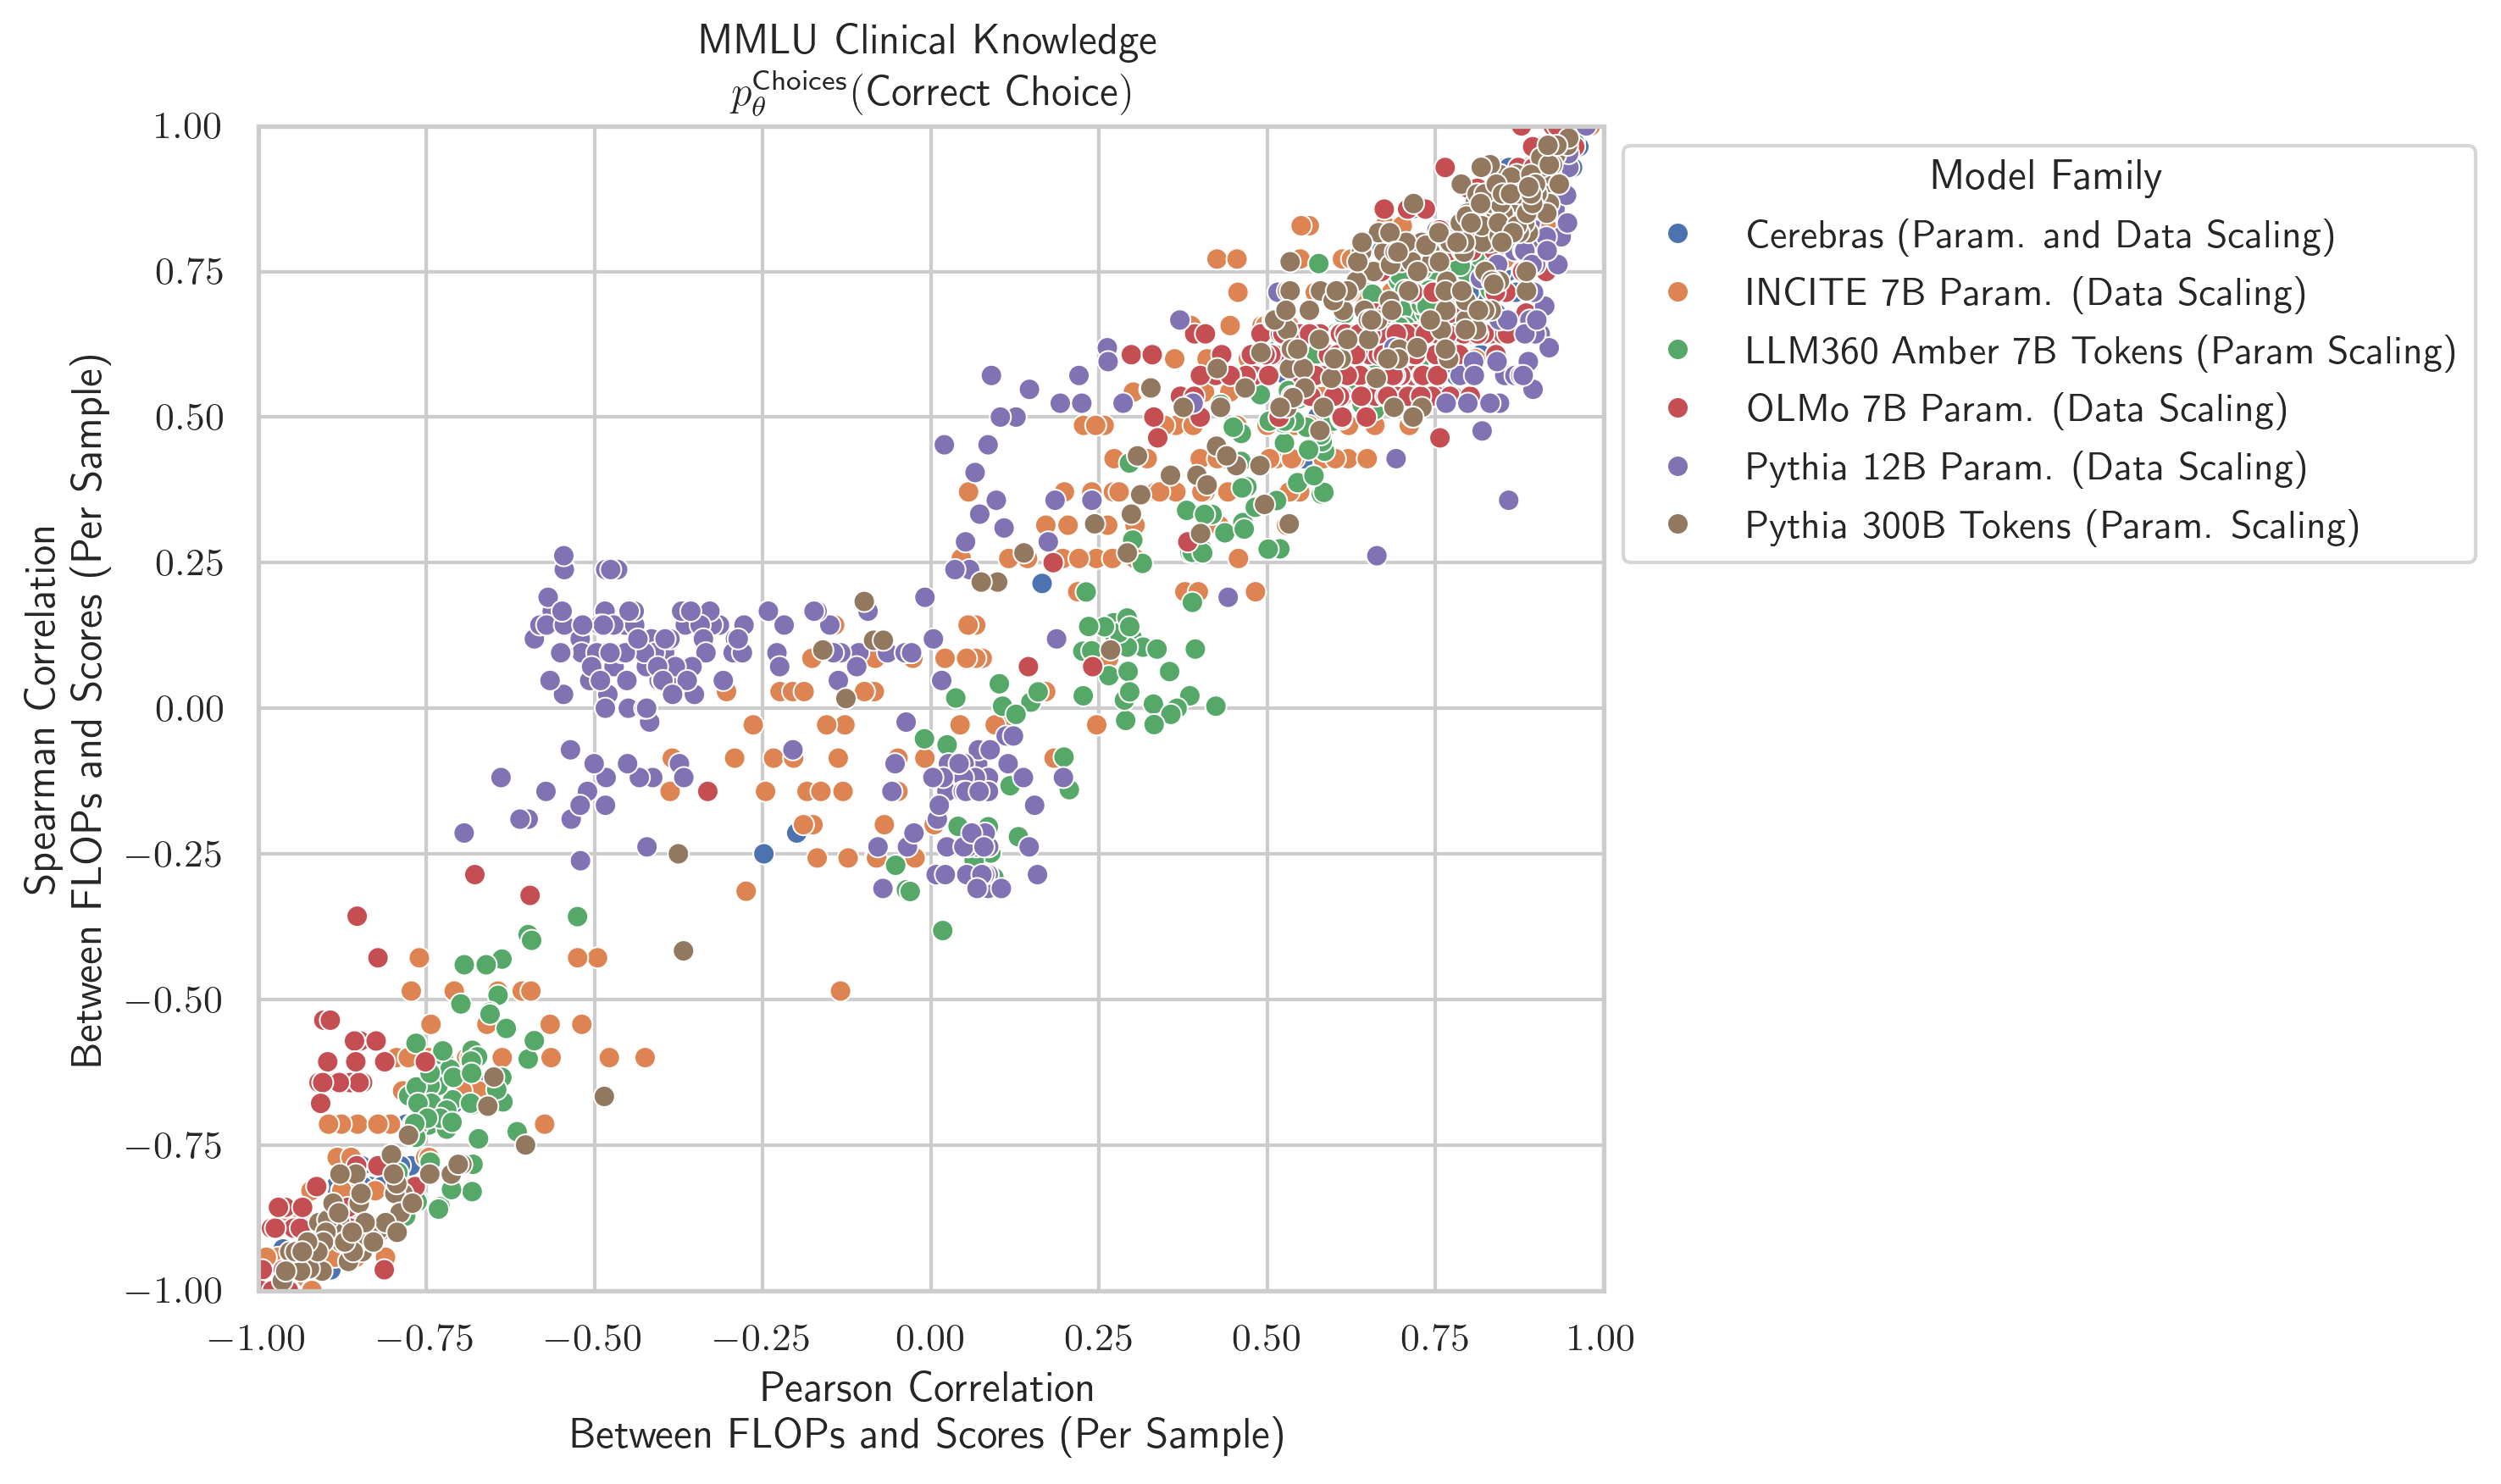 MMLU Clinical Knowledge
p_θ^Choices(Correct Choice)
1.00
0.75
0.50
0.25
0.00
−0.25
−0.50
−0.75
−1.00
Spearman Correlation
Between FLOPs and Scores (Per Sample)
−1.00
−0.75
−0.50
−0.25
0.00
0.25
0.50
0.75
1.00
Pearson Correlation
Between FLOPs and Scores (Per Sample)
Model Family
Cerebras (Param. and Data Scaling)
INCITE 7B Param. (Data Scaling)
LLM360 Amber 7B Tokens (Param Scaling)
OLMo 7B Param. (Data Scaling)
Pythia 12B Param. (Data Scaling)
Pythia 300B Tokens (Param. Scaling)